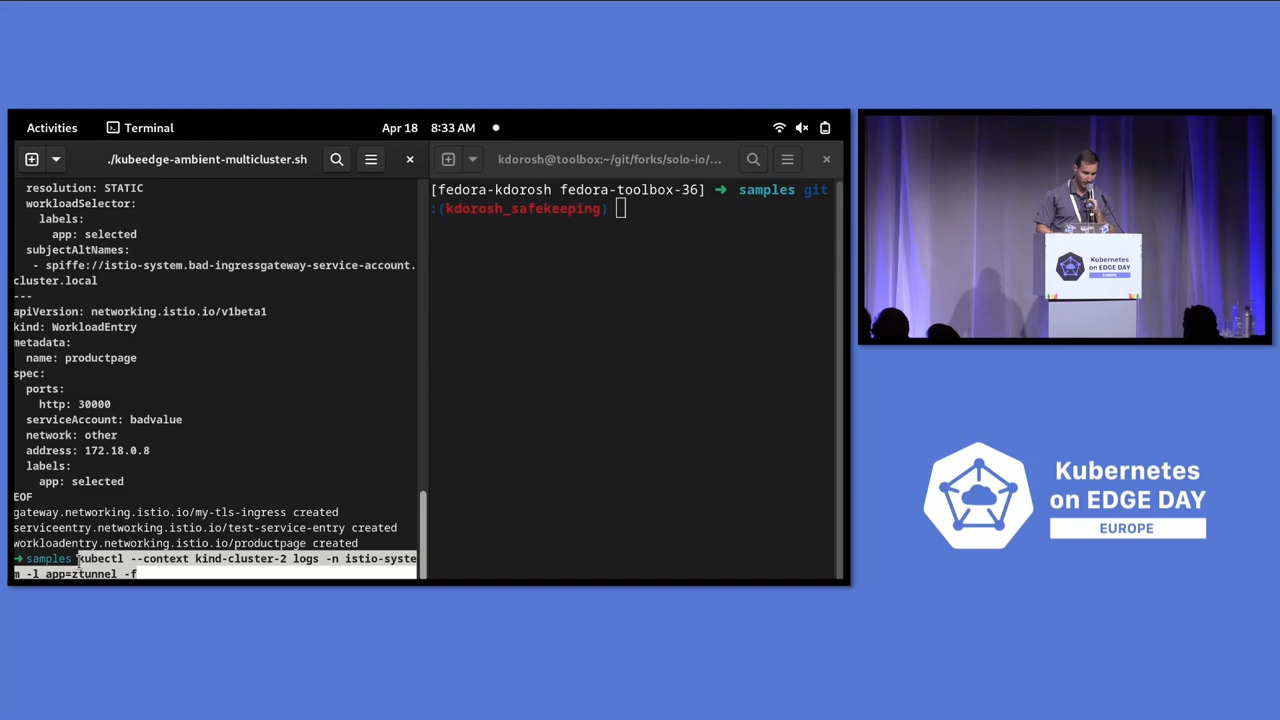 Activities
Terminal
Apr 18 8:33 AM
./kubeedge-ambient-multicluster.sh
resolution: STATIC
workloadSelector:
labels:
app: selected
subjectAltNames:
- spiffe://istio-system.bad-ingressgateway-service-account.
cluster.local
---
apiVersion: networking.istio.io/v1beta1
kind: WorkloadEntry
metadata:
name: productpage
spec:
ports:
http: 30000
serviceAccount: badvalue
network: other
address: 172.18.0.8
labels:
app: selected
EOF
gateway.networking.istio.io/my-tls-ingress created
serviceentry.networking.istio.io/test-service-entry created
workloadentry.networking.istio.io/productpage created
➜ samples kubectl --context kind-cluster-2 logs -n istio-syste
m -l app=ztunnel -f
kdorosh@toolbox:~/git/forks/solo-io/...
[fedora-kdorosh fedora-toolbox-36] ➜ samples git
:(kdorosh_safekeeping)
Kubernetes
on EDGE DAY
EUROPE
Kubernetes
on EDGE DAY
EUROPE